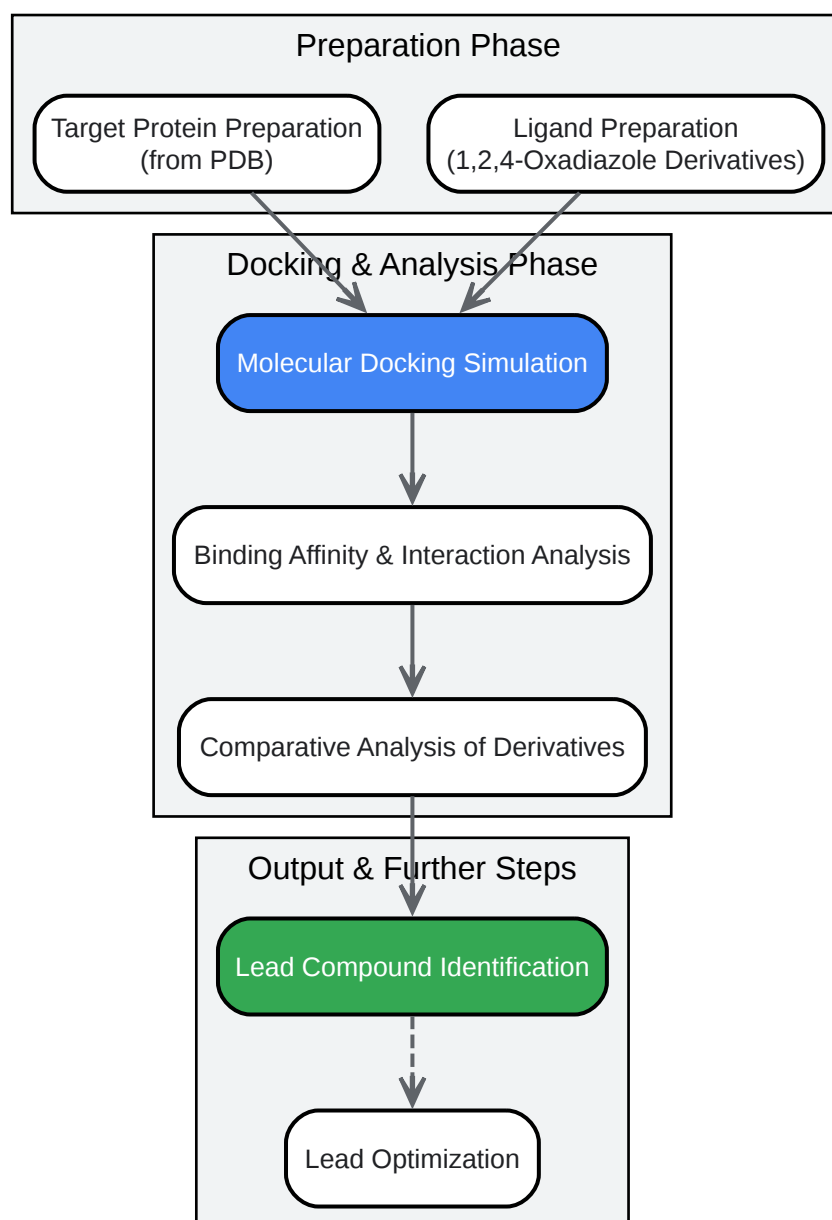 Preparation Phase
Target Protein Preparation
(from PDB)
Ligand Preparation
(1,2,4-Oxadiazole Derivatives)
Docking & Analysis Phase
Molecular Docking Simulation
Binding Affinity & Interaction Analysis
Comparative Analysis of Derivatives
Output & Further Steps
Lead Compound Identification
Lead Optimization